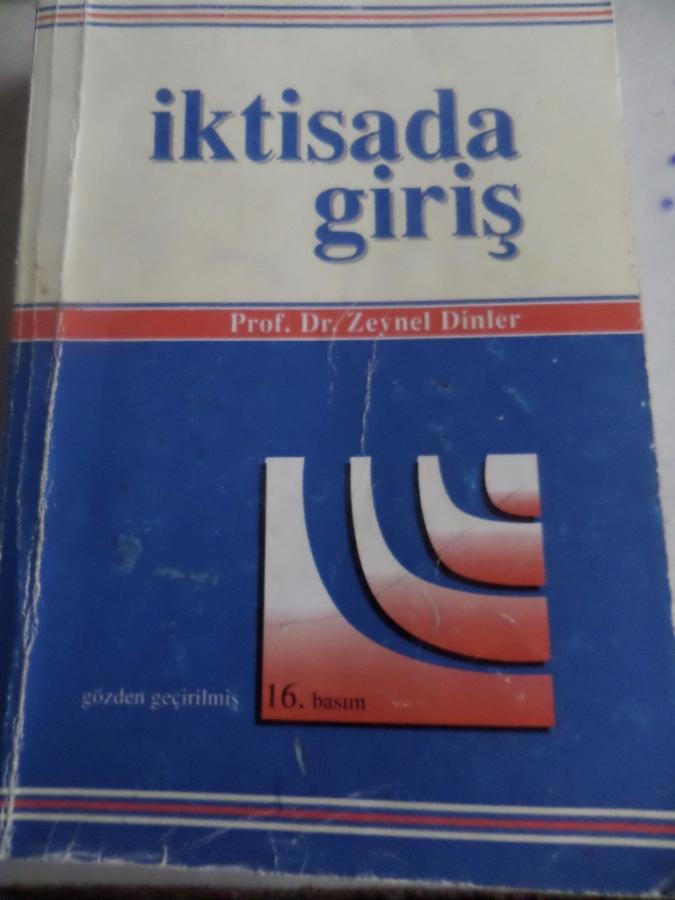 iktisada
giriş
Prof. Dr. Zeynel Dinler
gözden geçirilmiş 16. basım